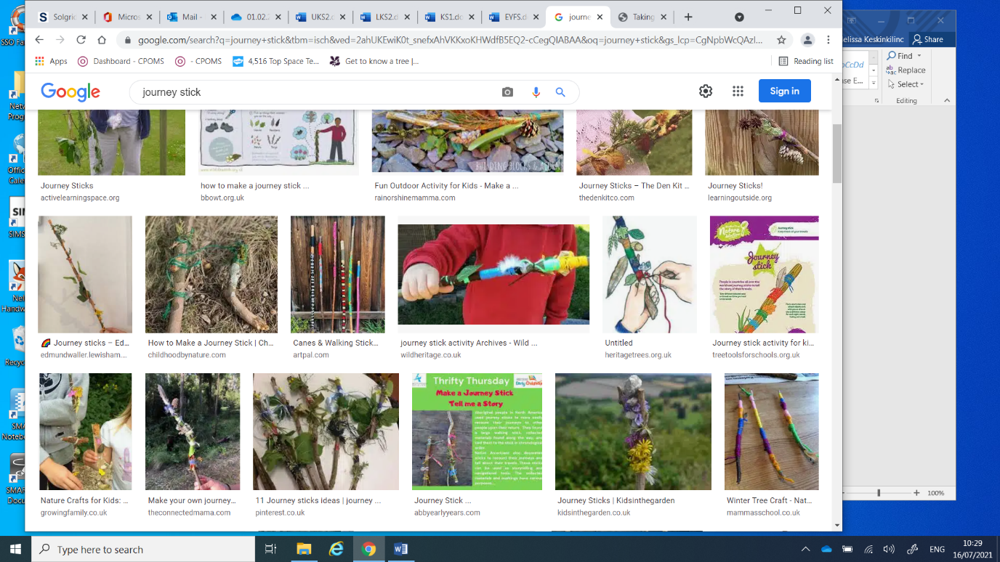 Solgric
Micros
Mail -
01.02.2
UKS2.d
LKS2.d
KS1.do
EYFS.d
journe
Taking
google.com/search?q=journey+stick&tbm=isch&ved=2ahUKEwiK0t_snefxAhVKKxoKHWdfB5EQ2-cCegQIABAA&oq=journey+stick&gs_lcp=CgNpbWcQAzI...
Apps
Dashboard - CPOMS
- CPOMS
4,516 Top Space Te...
Get to know a tree |...
Reading list
elissa Keskinkilinc
Share
Find
Replace
Select
Editing
Google
journey stick
Sign in
BUILDING BLOCKS & ACORNS
Journey Sticks
activelearningspace.org
how to make a journey stick ...
bbowt.org.uk
Fun Outdoor Activity for Kids - Make a ...
rainorshinemamma.com
Journey Sticks – The Den Kit ...
thedenkitco.com
Journey Sticks!
learningoutside.org
Journey stick
🌈 Journey sticks – Ed...
edmundwaller.lewisham....
How to Make a Journey Stick | Ch...
childhoodbynature.com
Canes & Walking Stick...
artpal.com
journey stick activity Archives - Wild ...
wildheritage.co.uk
Untitled
heritagetrees.org.uk
Journey stick activity for ki...
treetoolsforschools.org.uk
Thrifty Thursday
Make a Journey Stick
Tell me a Story
Nature Crafts for Kids: ...
growingfamily.co.uk
Make your own journey...
theconnectedmama.com
11 Journey sticks ideas | journey ...
pinterest.co.uk
Journey Stick ...
abbyearlyyears.com
Journey Sticks | Kidsinthegarden
kidsinthegarden.co.uk
Winter Tree Craft - Nat...
mammasschool.co.uk
100%
Type here to search
ENG
10:29
16/07/2021